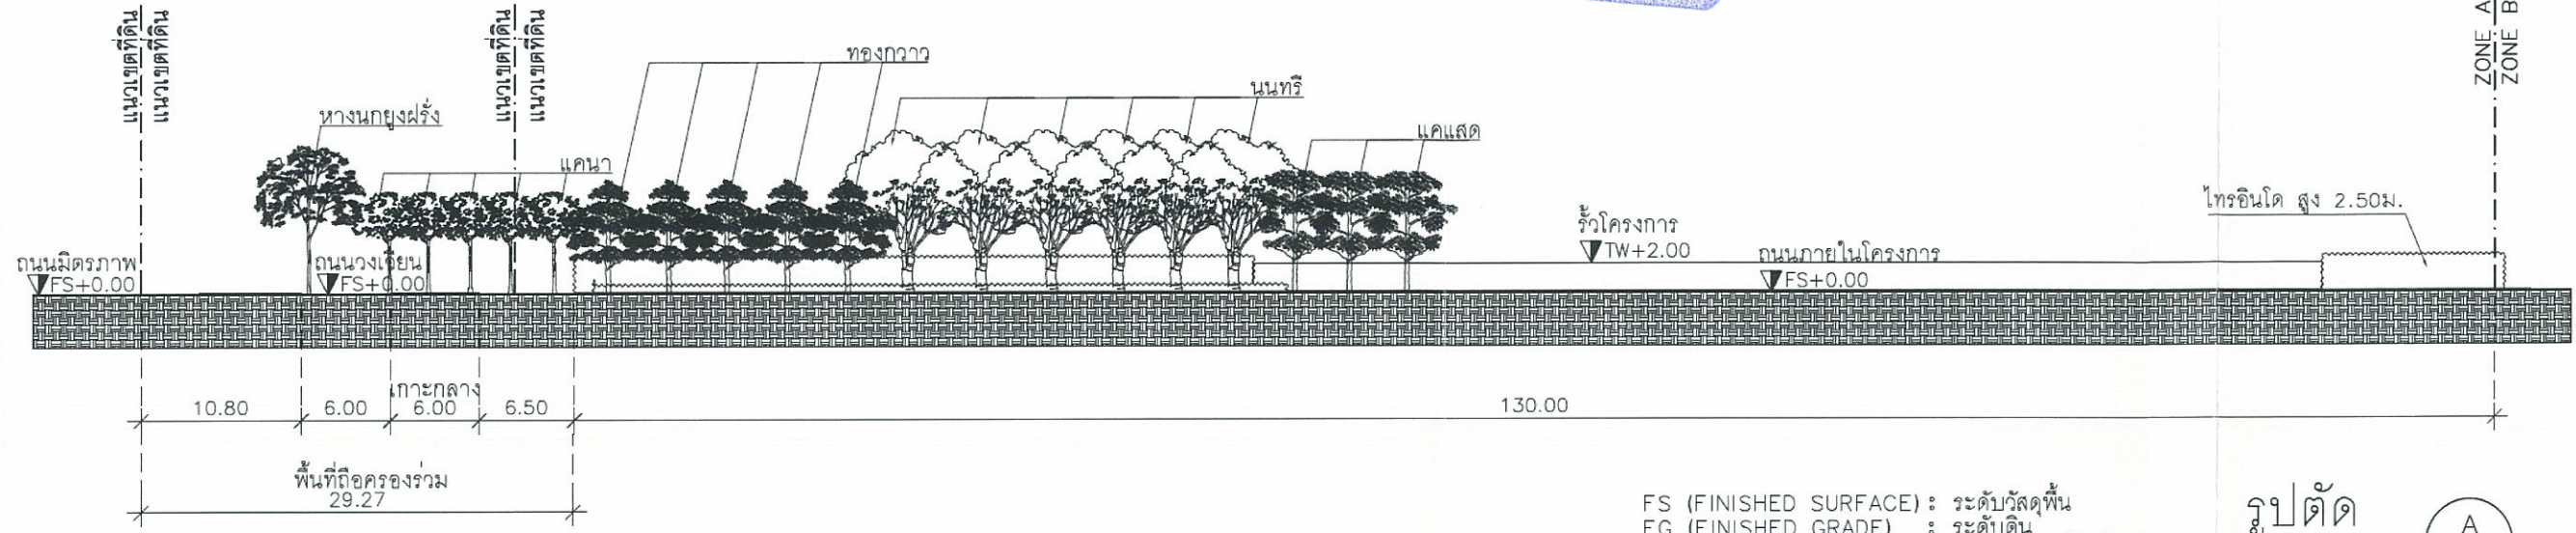 แนวเขตที่ดิน
แนวเขตที่ดิน
แนวเขตที่ดิน
แนวเขตที่ดิน
ZONE A
ZONE B
ทองกวาว
นนทรี
หางนกยูงฝรั่ง
แคแสด
แคนา
ไทรอินโด สูง 2.50ม.
รั้วโครงการ
TW+2.00
ถนนภายในโครงการ
FS+0.00
ถนนมิตรภาพ
FS+0.00
ถนนวงเวียน
FS+0.00
เกาะกลาง
10.80
6.00
6.00
6.50
130.00
พื้นที่ถือครองร่วม
29.27
FS (FINISHED SURFACE) : ระดับวัสดุพื้น
FG (FINISHED GRADE) : ระดับดิน
รูปตัด
A